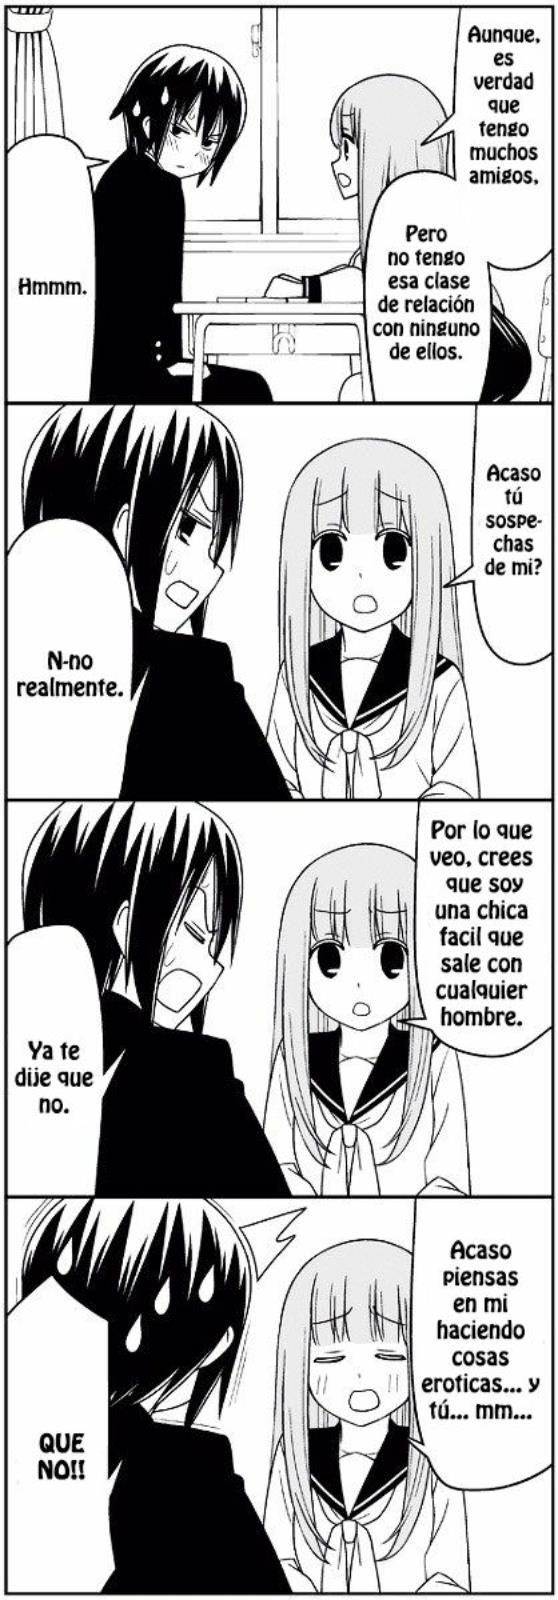 Aunque,
es
verdad
que
tengo
muchos
amigos,
Pero
no tengo
esa clase
de relación
con ninguno
de ellos.
Hmmm.
Acaso
tú
sospe-
chas
de mi?
N-no
realmente.
Por lo que
veo, crees
que soy
una chica
facil que
sale con
cualquier
hombre.
Ya te
dije que
no.
Acaso
piensas
en mi
haciendo
cosas
eroticas... y
tú... mm...
QUE
NO!!